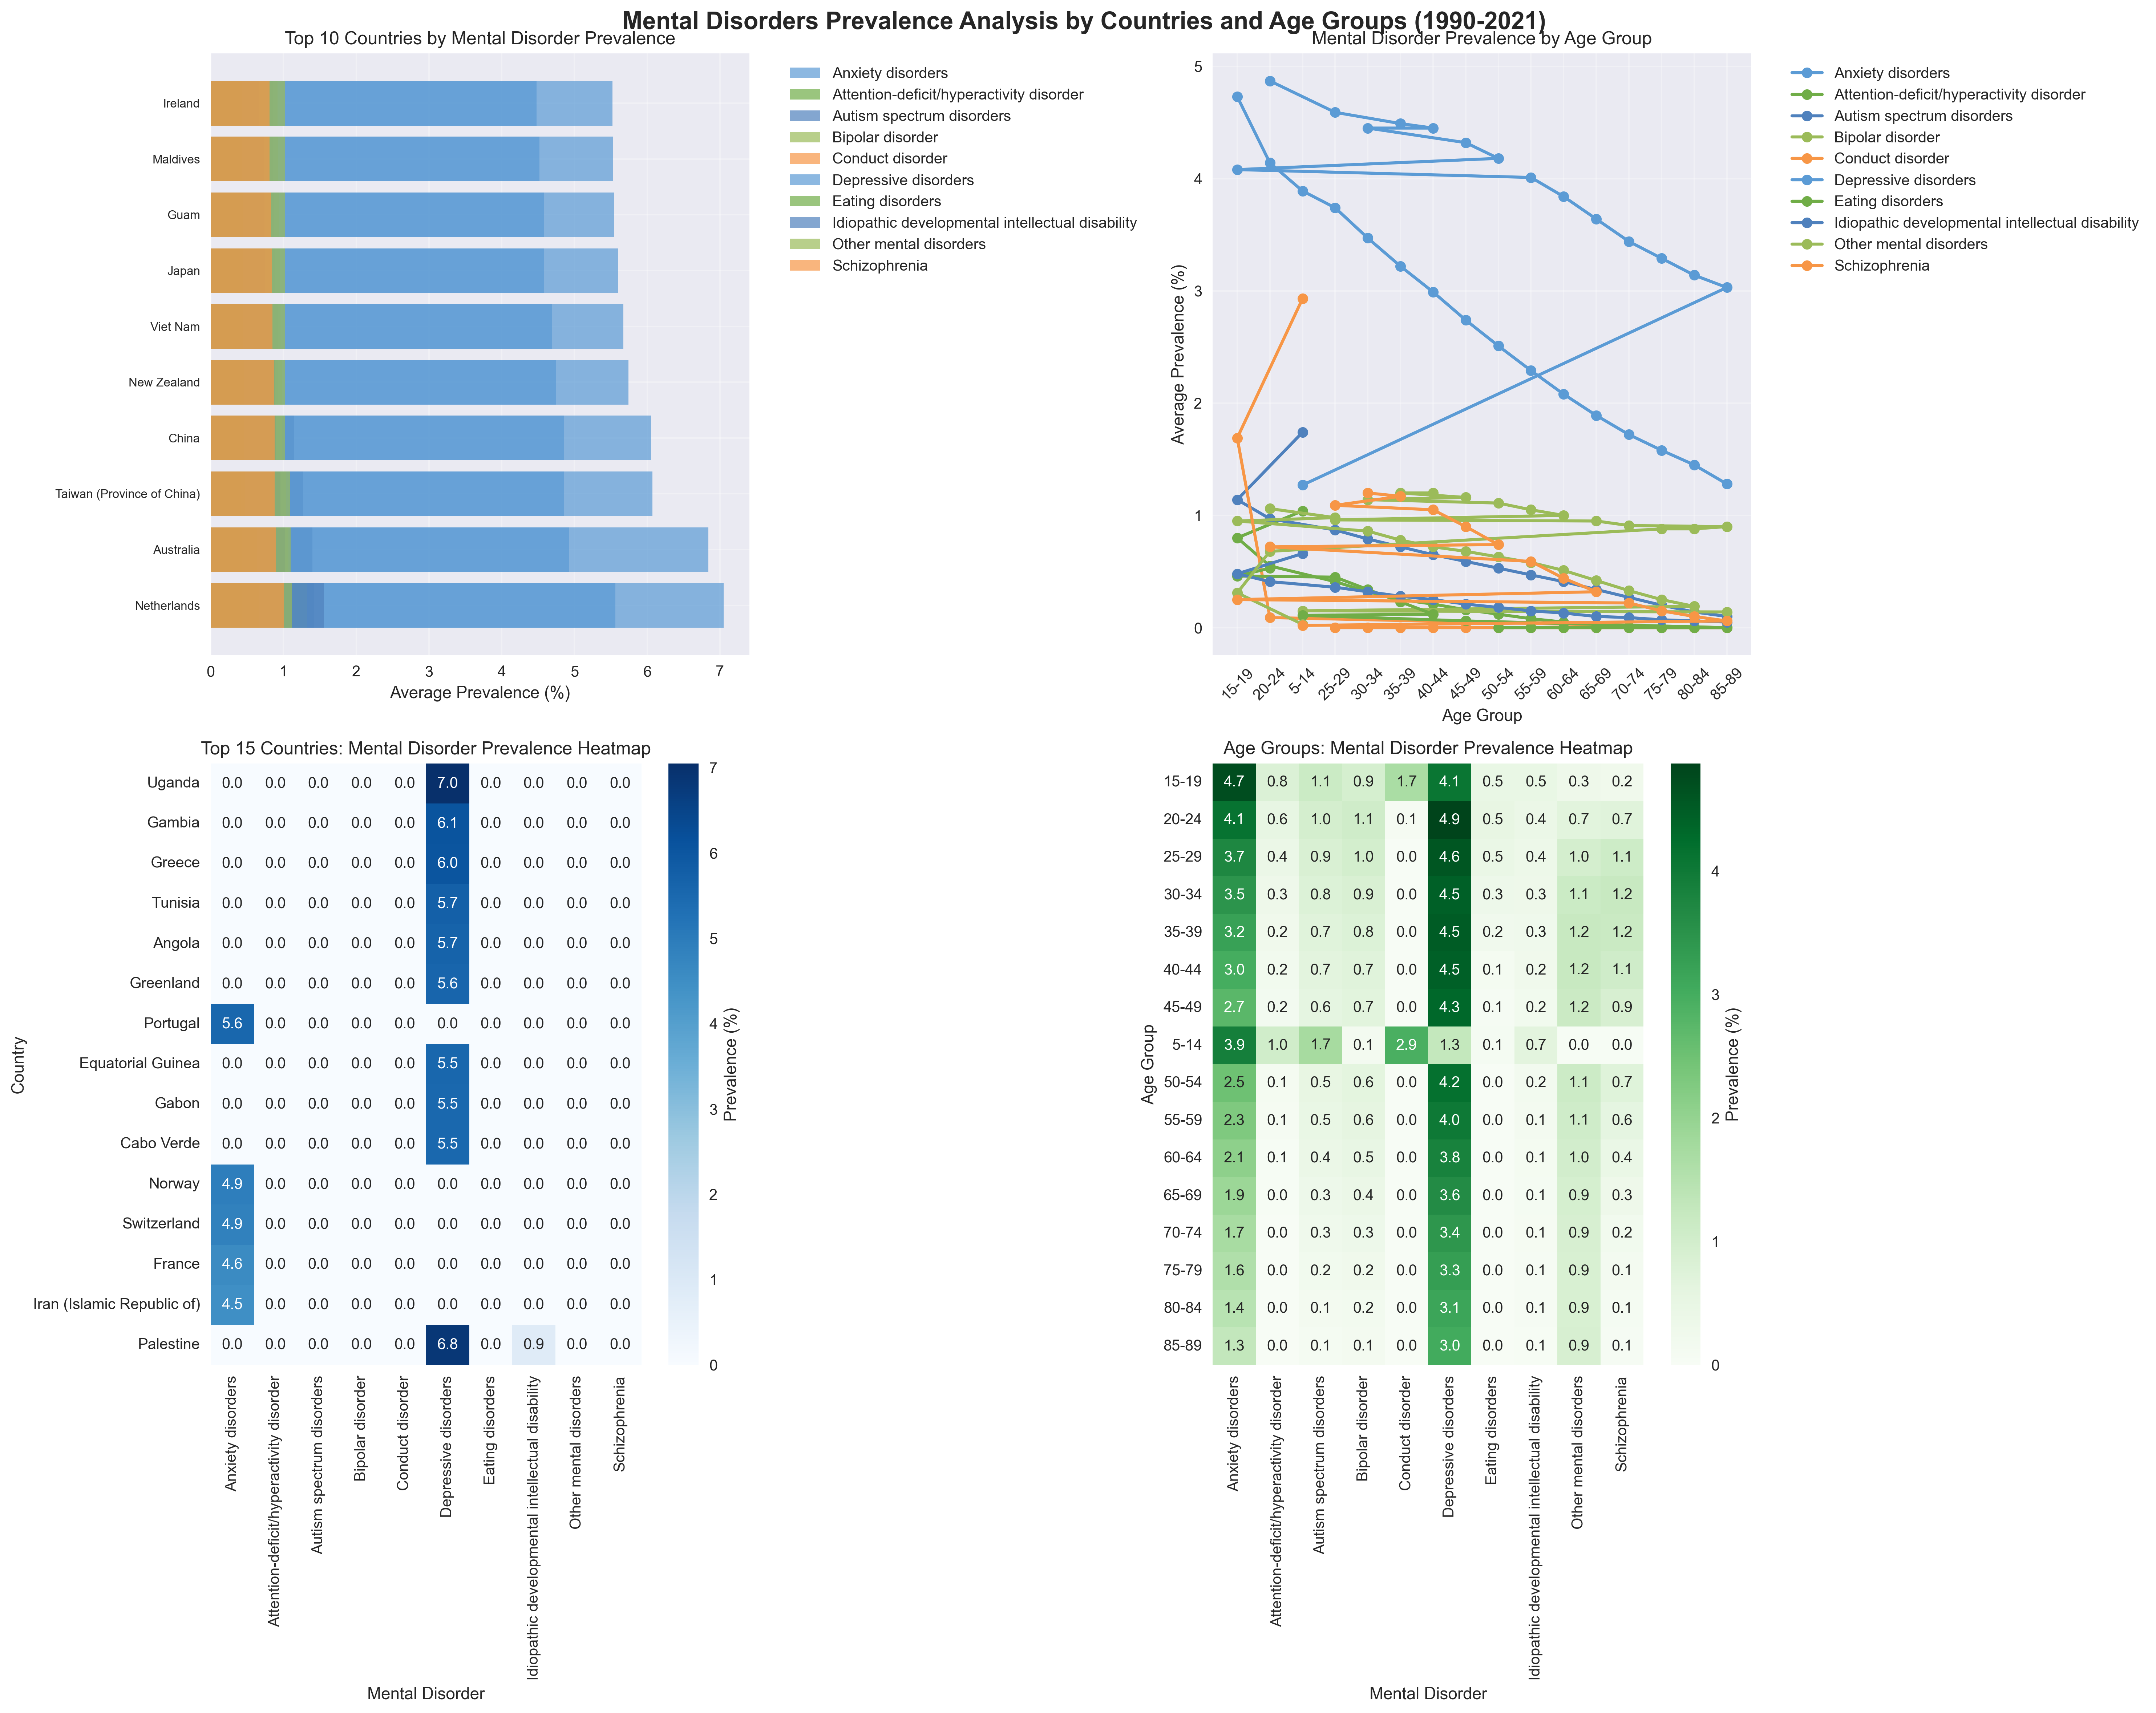 Mental Disorders Prevalence Analysis by Countries and Age Groups (1990-2021)
Top 10 Countries by Mental Disorder Prevalence
Ireland
Maldives
Guam
Japan
Viet Nam
New Zealand
China
Taiwan (Province of China)
Australia
Netherlands
0 1 2 3 4 5 6 7
Average Prevalence (%)
Anxiety disorders
Attention-deficit/hyperactivity disorder
Autism spectrum disorders
Bipolar disorder
Conduct disorder
Depressive disorders
Eating disorders
Idiopathic developmental intellectual disability
Other mental disorders
Schizophrenia
Mental Disorder Prevalence by Age Group
Average Prevalence (%)
5
4
3
2
1
0
15-19 20-24 5-14 25-29 30-34 35-39 40-44 45-49 50-54 55-59 60-64 65-69 70-74 75-79 80-84 85-89
Age Group
Anxiety disorders
Attention-deficit/hyperactivity disorder
Autism spectrum disorders
Bipolar disorder
Conduct disorder
Depressive disorders
Eating disorders
Idiopathic developmental intellectual disability
Other mental disorders
Schizophrenia
Top 15 Countries: Mental Disorder Prevalence Heatmap
Country
Uganda 0.0 0.0 0.0 0.0 0.0 7.0 0.0 0.0 0.0 0.0
Gambia 0.0 0.0 0.0 0.0 0.0 6.1 0.0 0.0 0.0 0.0
Greece 0.0 0.0 0.0 0.0 0.0 6.0 0.0 0.0 0.0 0.0
Tunisia 0.0 0.0 0.0 0.0 0.0 5.7 0.0 0.0 0.0 0.0
Angola 0.0 0.0 0.0 0.0 0.0 5.7 0.0 0.0 0.0 0.0
Greenland 0.0 0.0 0.0 0.0 0.0 5.6 0.0 0.0 0.0 0.0
Portugal 5.6 0.0 0.0 0.0 0.0 0.0 0.0 0.0 0.0 0.0
Equatorial Guinea 0.0 0.0 0.0 0.0 0.0 5.5 0.0 0.0 0.0 0.0
Gabon 0.0 0.0 0.0 0.0 0.0 5.5 0.0 0.0 0.0 0.0
Cabo Verde 0.0 0.0 0.0 0.0 0.0 5.5 0.0 0.0 0.0 0.0
Norway 4.9 0.0 0.0 0.0 0.0 0.0 0.0 0.0 0.0 0.0
Switzerland 4.9 0.0 0.0 0.0 0.0 0.0 0.0 0.0 0.0 0.0
France 4.6 0.0 0.0 0.0 0.0 0.0 0.0 0.0 0.0 0.0
Iran (Islamic Republic of) 4.5 0.0 0.0 0.0 0.0 0.0 0.0 0.0 0.0 0.0
Palestine 0.0 0.0 0.0 0.0 0.0 6.8 0.0 0.9 0.0 0.0
Anxiety disorders
Attention-deficit/hyperactivity disorder
Autism spectrum disorders
Bipolar disorder
Conduct disorder
Depressive disorders
Eating disorders
Idiopathic developmental intellectual disability
Other mental disorders
Schizophrenia
Mental Disorder
7
6
5
4
3
2
1
0
Prevalence (%)
Age Groups: Mental Disorder Prevalence Heatmap
Age Group
15-19 4.7 0.8 1.1 0.9 1.7 4.1 0.5 0.5 0.3 0.2
20-24 4.1 0.6 1.0 1.1 0.1 4.9 0.5 0.4 0.7 0.7
25-29 3.7 0.4 0.9 1.0 0.0 4.6 0.5 0.4 1.0 1.1
30-34 3.5 0.3 0.8 0.9 0.0 4.5 0.3 0.3 1.1 1.2
35-39 3.2 0.2 0.7 0.8 0.0 4.5 0.2 0.3 1.2 1.2
40-44 3.0 0.2 0.7 0.7 0.0 4.5 0.1 0.2 1.2 1.1
45-49 2.7 0.2 0.6 0.7 0.0 4.3 0.1 0.2 1.2 0.9
5-14 3.9 1.0 1.7 0.1 2.9 1.3 0.1 0.7 0.0 0.0
50-54 2.5 0.1 0.5 0.6 0.0 4.2 0.0 0.2 1.1 0.7
55-59 2.3 0.1 0.5 0.6 0.0 4.0 0.0 0.1 1.1 0.6
60-64 2.1 0.1 0.4 0.5 0.0 3.8 0.0 0.1 1.0 0.4
65-69 1.9 0.0 0.3 0.4 0.0 3.6 0.0 0.1 0.9 0.3
70-74 1.7 0.0 0.3 0.3 0.0 3.4 0.0 0.1 0.9 0.2
75-79 1.6 0.0 0.2 0.2 0.0 3.3 0.0 0.1 0.9 0.1
80-84 1.4 0.0 0.1 0.2 0.0 3.1 0.0 0.1 0.9 0.1
85-89 1.3 0.0 0.1 0.1 0.0 3.0 0.0 0.1 0.9 0.1
Anxiety disorders
Attention-deficit/hyperactivity disorder
Autism spectrum disorders
Bipolar disorder
Conduct disorder
Depressive disorders
Eating disorders
Idiopathic developmental intellectual disability
Other mental disorders
Schizophrenia
Mental Disorder
4
3
2
1
0
Prevalence (%)